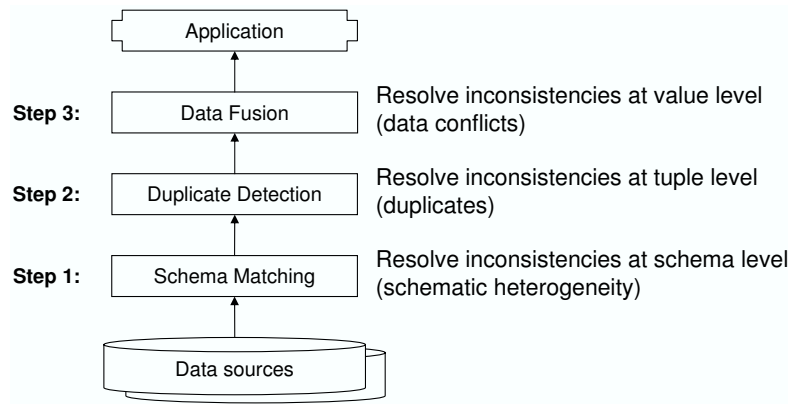 Application
Step 3:
Data Fusion
Resolve inconsistencies at value level
(data conflicts)
Step 2:
Duplicate Detection
Resolve inconsistencies at tuple level
(duplicates)
Step 1:
Schema Matching
Resolve inconsistencies at schema level
(schematic heterogeneity)
Data sources